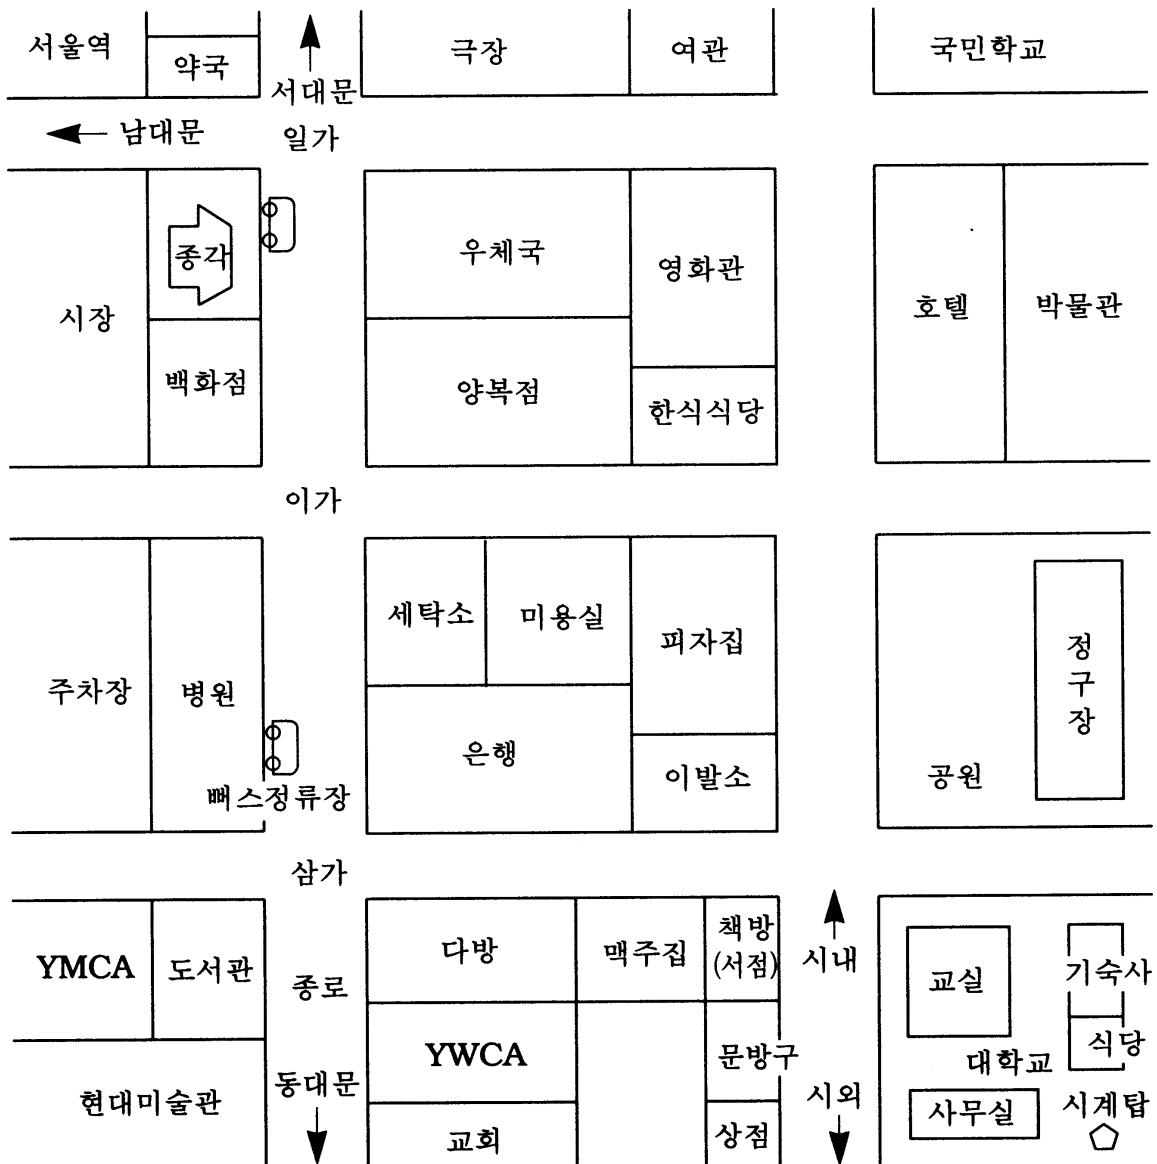 서울역
약국
서대문
극장
여관
국민학교
남대문
일가
시장
종각
백화점
우체국
양복점
영화관
한식식당
호텔
박물관
이가
주차장
병원
뻐스정류장
세탁소
미용실
은행
피자집
이발소
공원
정구장
삼가
YMCA
도서관
현대미술관
종로
동대문
다방
맥주집
책방
(서점)
YWCA
문방구
교회
상점
시내
시외
교실
기숙사
식당
대학교
사무실
시계탑